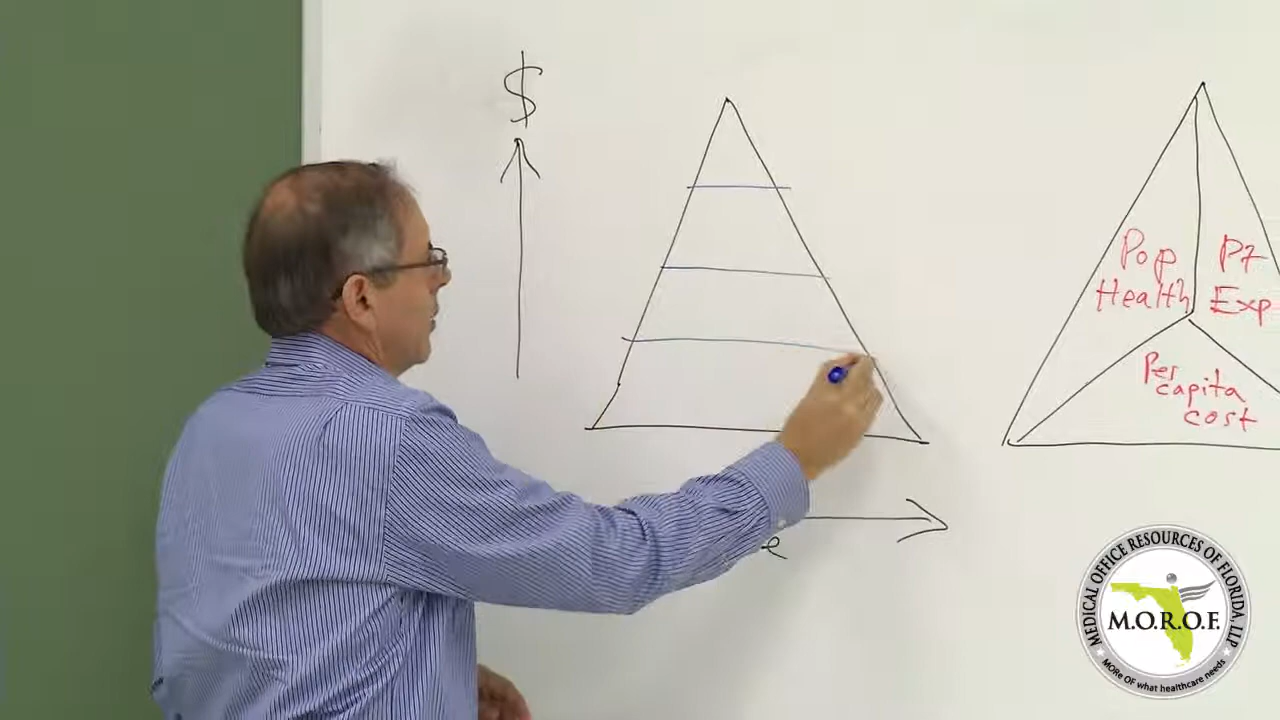 $
Pop
Health
Pt
Exp
Per
capita
cost
MEDICAL OFFICE RESOURCES OF FLORIDA, LLP
M.O.R.O.F.
★ MORe OF what healthcare needs ★